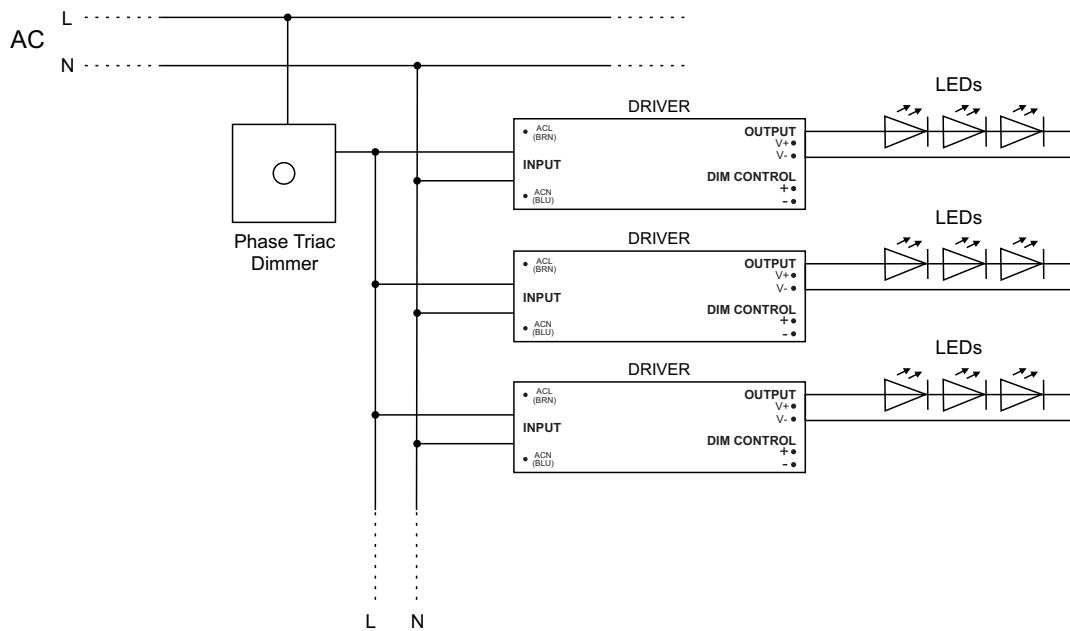 L
AC
N
Phase Triac
Dimmer
DRIVER
ACL
(BRN)
INPUT
ACN
(BLU)
OUTPUT
V+
V-
DIM CONTROL
+
-
LEDs
DRIVER
ACL
(BRN)
INPUT
ACN
(BLU)
OUTPUT
V+
V-
DIM CONTROL
+
-
LEDs
DRIVER
ACL
(BRN)
INPUT
ACN
(BLU)
OUTPUT
V+
V-
DIM CONTROL
+
-
LEDs
L N